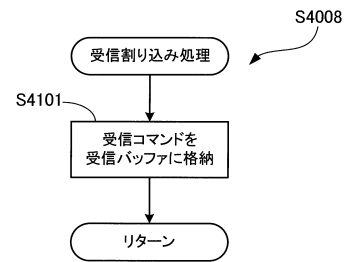 S4008
受信割り込み処理
S4101
受信コマンドを
受信バッファに格納
リターン